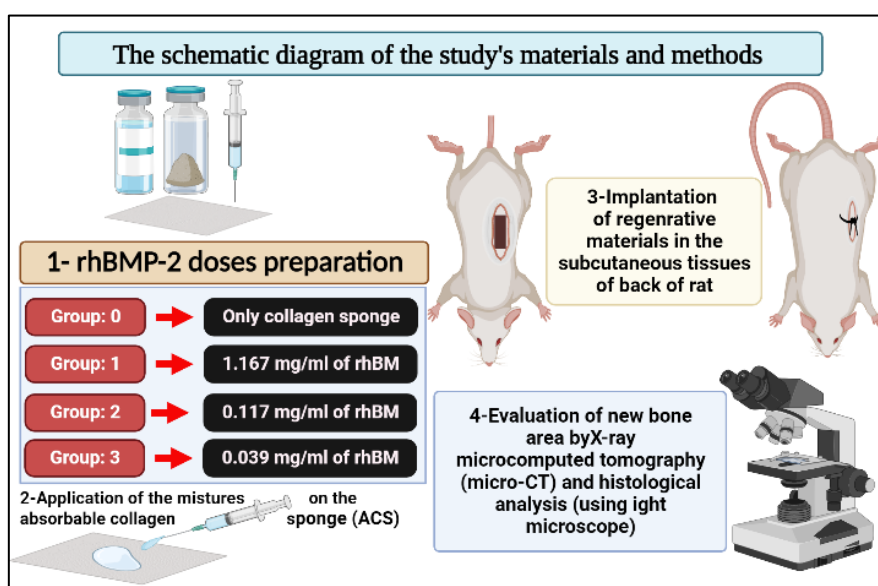 The schematic diagram of the study's materials and methods
1- rhBMP-2 doses preparation
Group: 0
Only collagen sponge
Group: 1
1.167 mg/ml of rhBM
Group: 2
0.117 mg/ml of rhBM
Group: 3
0.039 mg/ml of rhBM
2-Application of the mistures on the
absorbable collagen sponge (ACS)
3-Implantation
of regenrative
materials in the
subcutaneous tissues
of back of rat
4-Evaluation of new bone
area byX-ray
microcomputed tomography
(micro-CT) and histological
analysis (using ight
microscope)